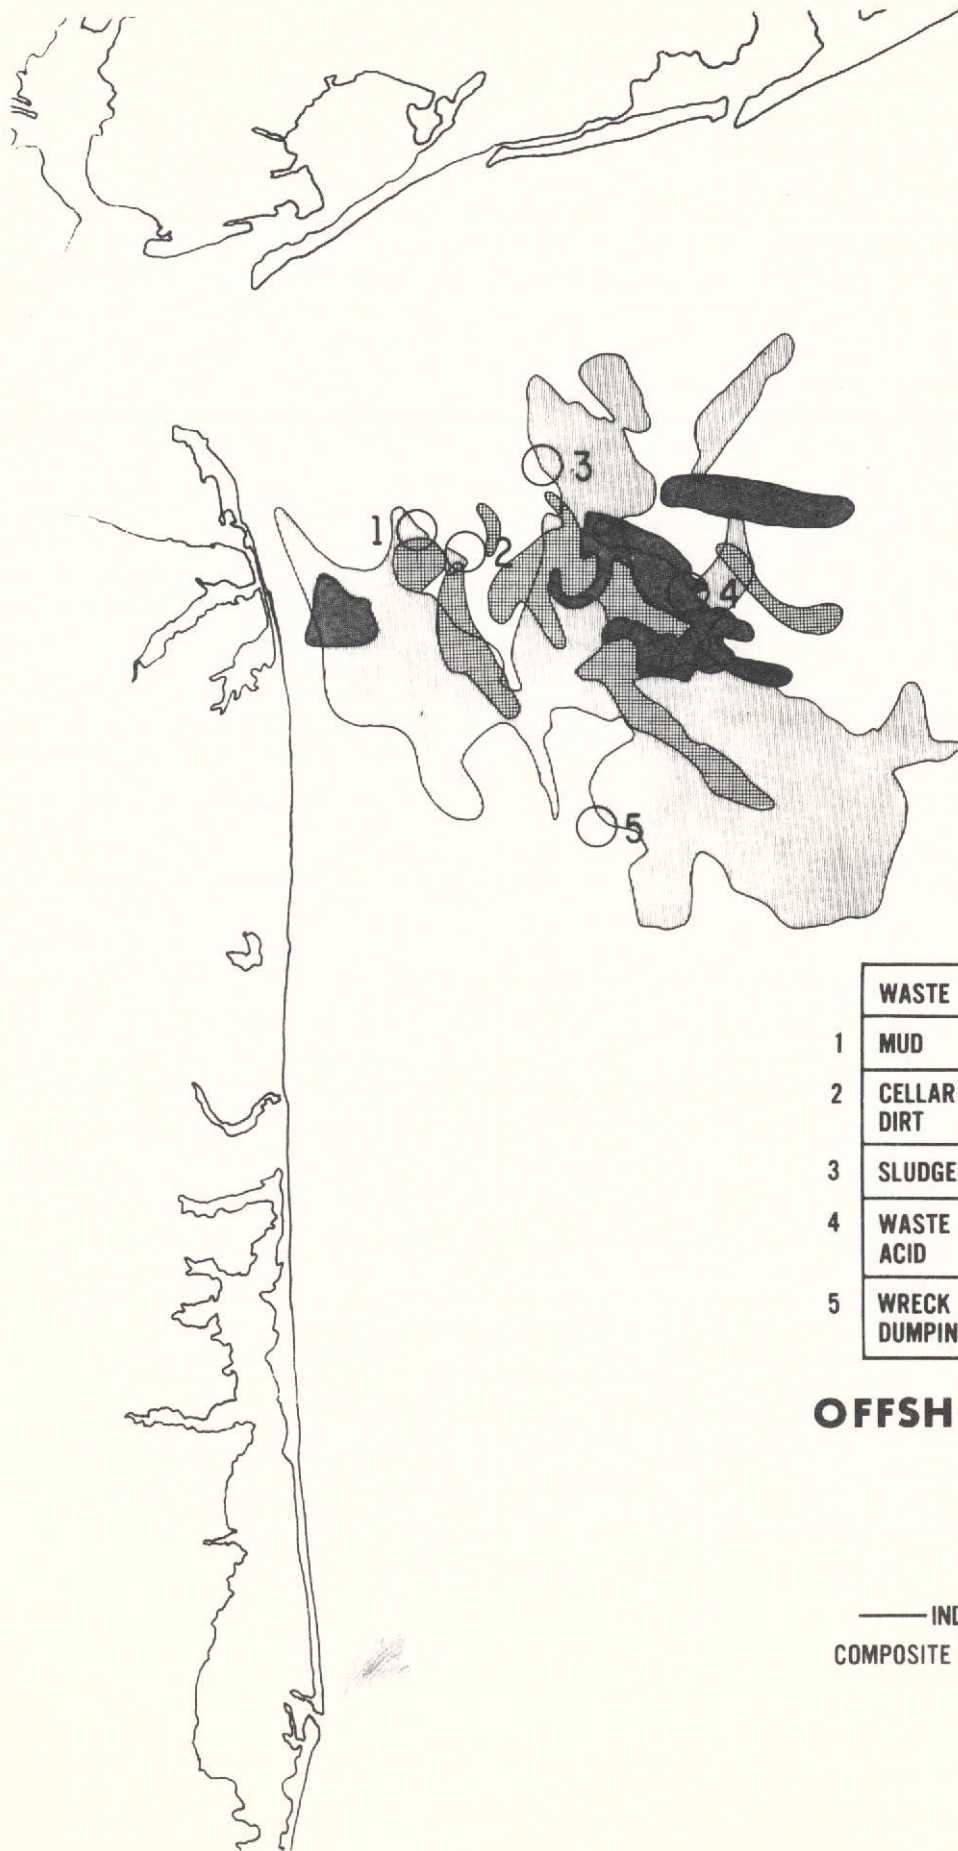 3
1
2
4
5
WASTE
1 MUD
2 CELLAR
DIRT
3 SLUDGE
4 WASTE
ACID
5 WRECK
DUMPIN
OFFSH
IND
COMPOSITE